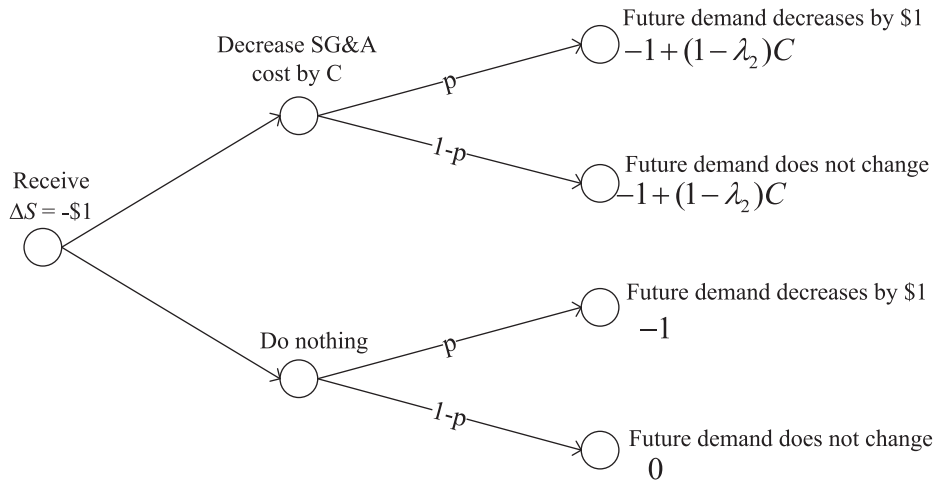 Future demand decreases by $1
−1+(1−λ₂)C
Decrease SG&A
cost by C
p
1-p
Future demand does not change
−1+(1−λ₂)C
Receive
ΔS = -$1
Future demand decreases by $1
−1
Do nothing
p
1-p
Future demand does not change
0